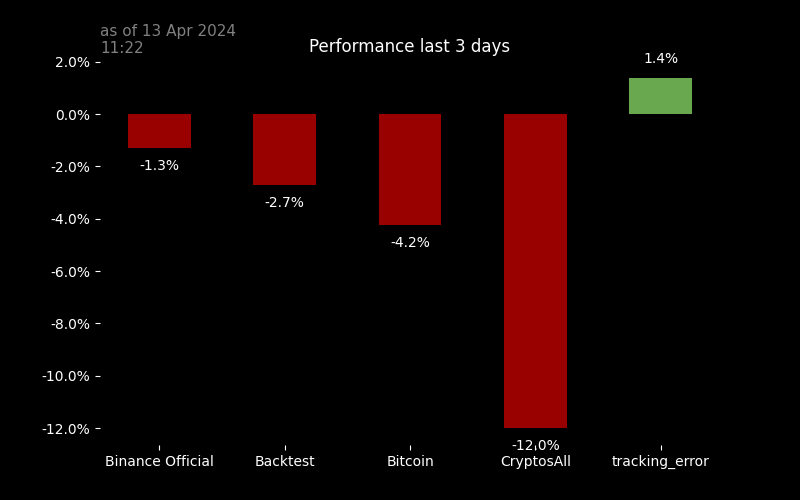 as of 13 Apr 2024
11:22
Performance last 3 days
2.0%
0.0%
-2.0%
-4.0%
-6.0%
-8.0%
-10.0%
-12.0%
-1.3%
-2.7%
-4.2%
-12.0%
1.4%
Binance Official
Backtest
Bitcoin
CryptosAll
tracking_error